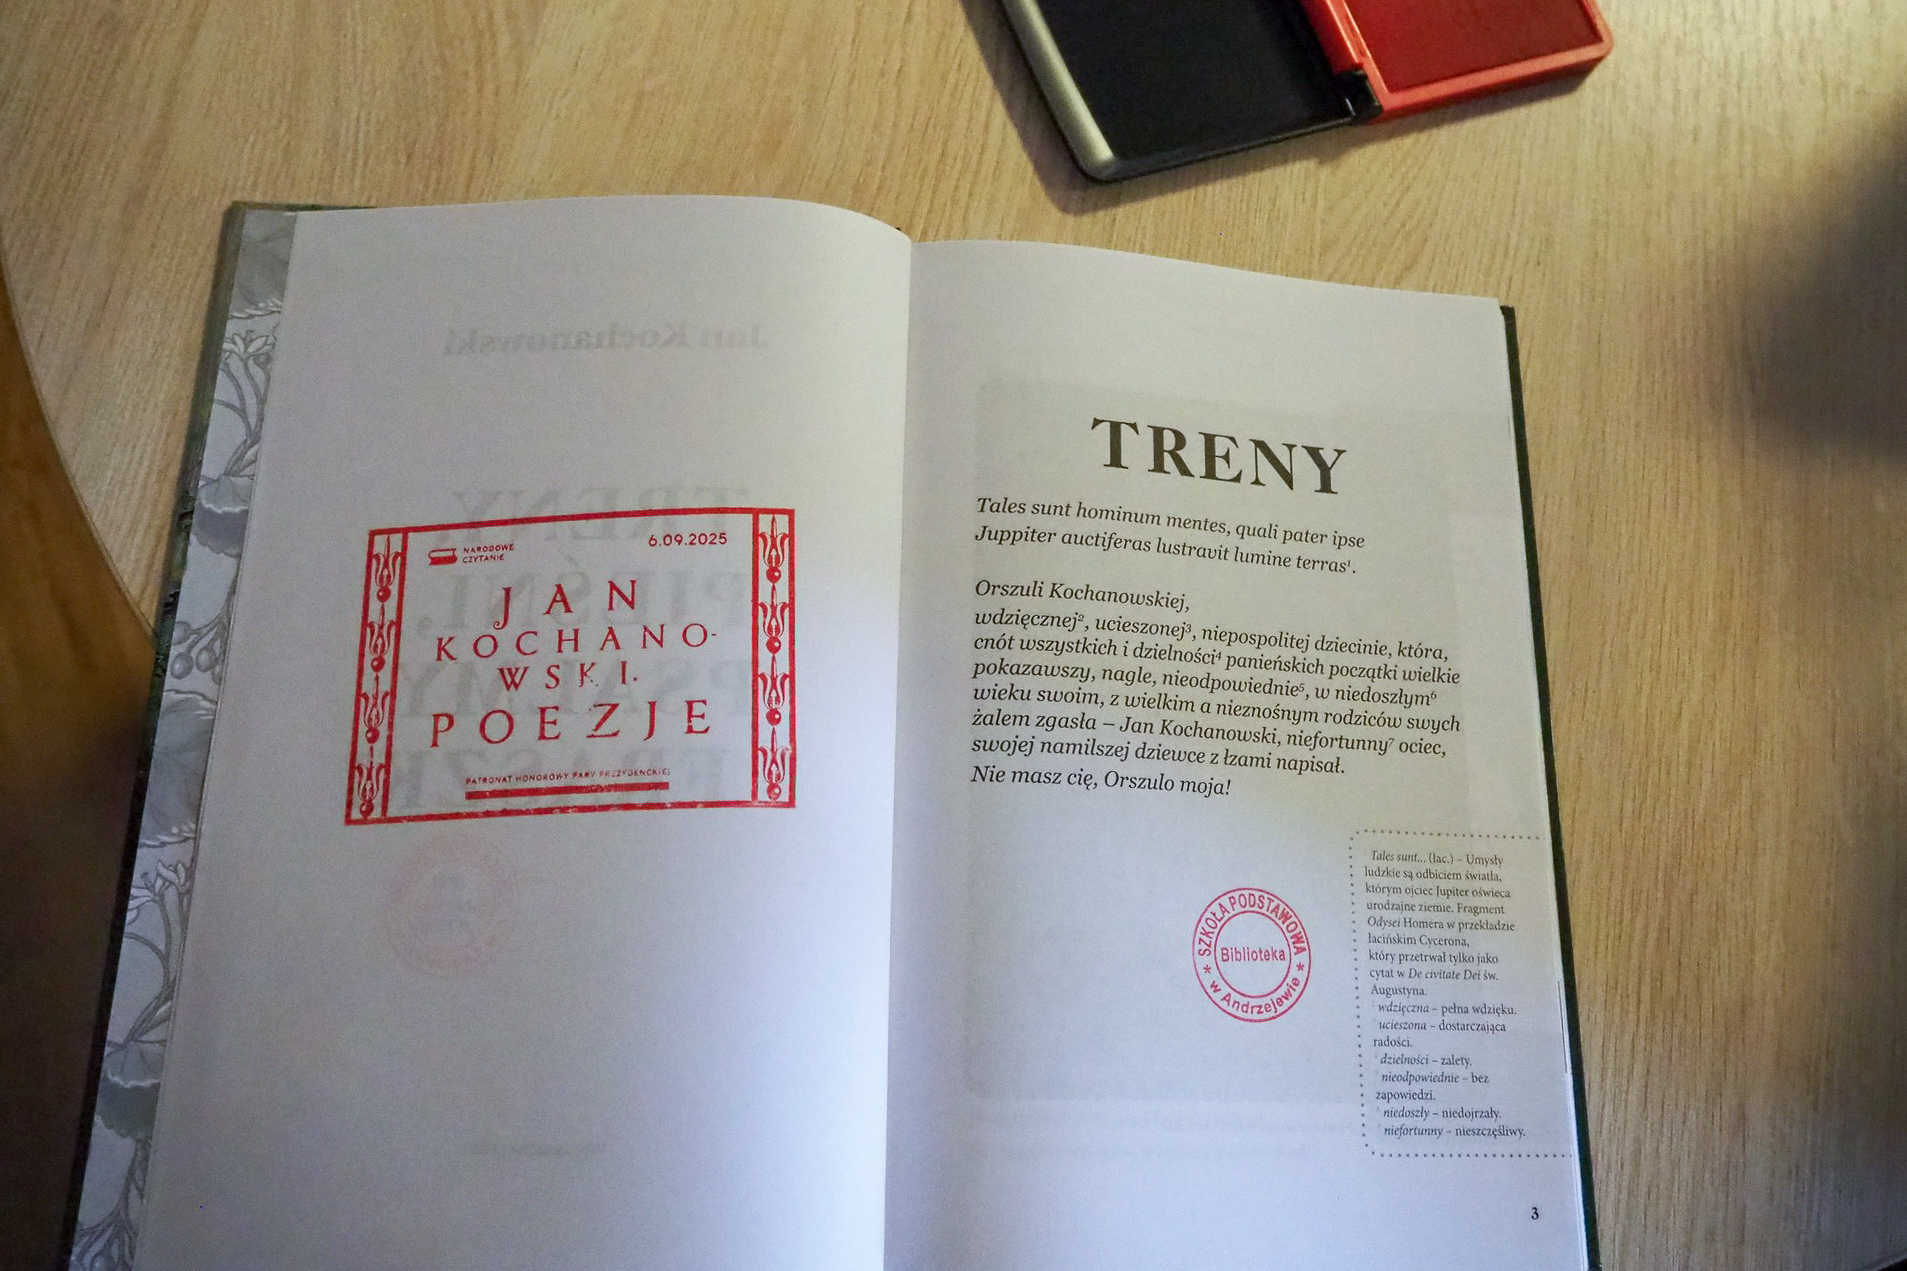 NARODOWE
CZYTANIE
6.09.2025
JAN
KOCHANO-
WSKI.
POEZJE
PATRONAT HONOROWY PARY PREZYDENCKIEJ
TRENY
Tales sunt hominum mentes, quali pater ipse
Juppiter auctiferas lustravit lumine terras¹.
Orszuli Kochanowskiej,
wdzięcznej², ucieszonej³, niepospolitej dziecinie, która,
cnót wszystkich i dzielności⁴ panieńskich początki wielkie
pokazawszy, nagle, nieodpowiednie⁵, w niedoszłym⁶
wieku swoim, z wielkim a nieznośnym rodziców swych
żalem zgasła – Jan Kochanowski, niefortunny⁷ ociec,
swojej namilszej dziewce z łzami napisał.
Nie masz cię, Orszulo moja!
SZKOŁA PODSTAWOWA
Biblioteka
* w Andrzejewie *
Tales sunt... (łac.) – Umysły
ludzkie są odbiciem światła,
którym ojciec Jupiter oświeca
urodzajne ziemie. Fragment
Odysei Homera w przekładzie
łacińskim Cycerona,
który przetrwał tylko jako
cytat w De civitate Dei św.
Augustyna.
wdzięczna – pełna wdzięku.
ucieszona – dostarczająca
radości.
dzielności – zalety.
nieodpowiednie – bez
zapowiedzi.
niedoszły – niedojrzały.
niefortunny – nieszczęśliwy.
3